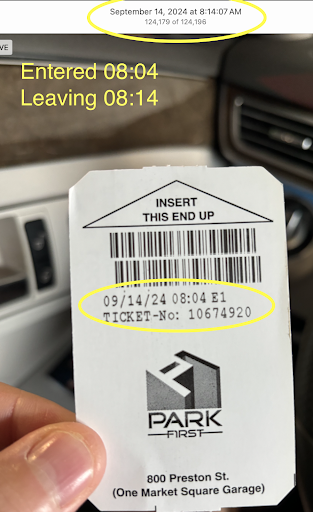 September 14, 2024 at 8:14:07 AM
124,179 of 124,196
VE
Entered 08:04
Leaving 08:14
INSERT
THIS END UP
09/14/24 08:04 E1
TICKET-No: 10674920
PARK
FIRST
800 Preston St.
(One Market Square Garage)